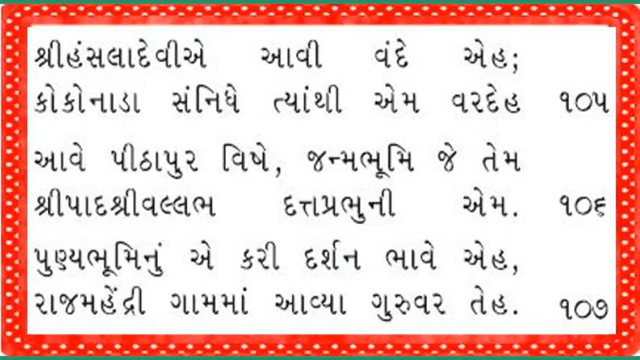 શ્રીહંસલાદેવીએ આવી વંદે એહ;
કોકોનાડા સંનિધે ત્યાંથી એમ વરદેહ ૧૦૫
આવે પીઠાપુર વિષે, જન્મભૂમિ જે તેમ
શ્રીપાદશ્રીવલ્લભ દત્તપ્રભુની એમ. ૧૦૬
પુણ્યભૂમિનું એ કરી દર્શન ભાવે એહ,
રાજમહેંદ્રી ગામમાં આવ્યા ગુરુવર તેહ. ૧૦૭